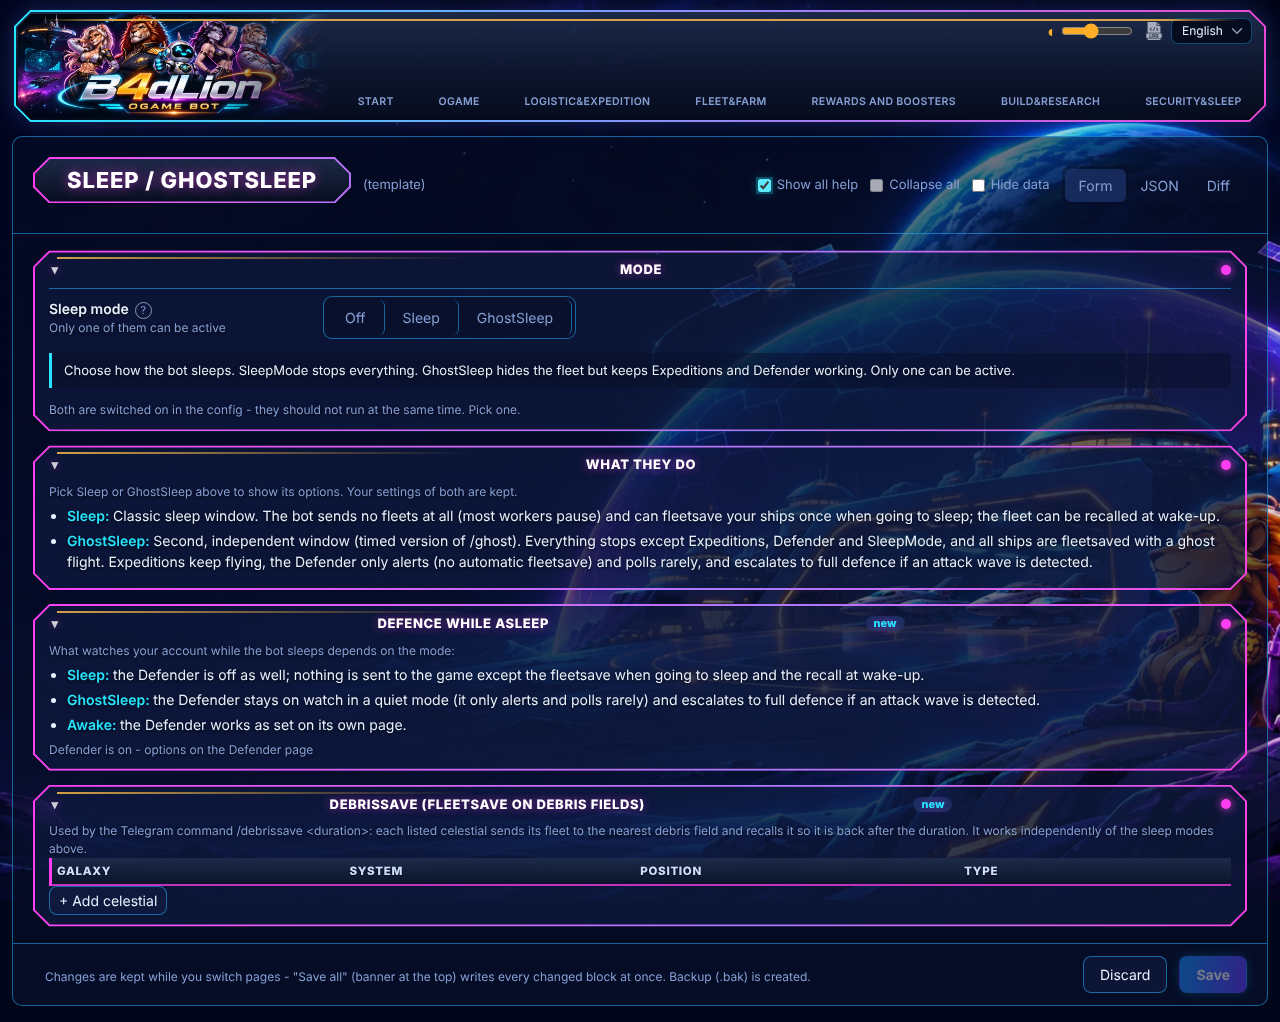 B4dLion
OGAME BOT
English
START
OGAME
LOGISTIC&EXPEDITION
FLEET&FARM
REWARDS AND BOOSTERS
BUILD&RESEARCH
SECURITY&SLEEP
SLEEP / GHOSTSLEEP
(template)
Show all help
Collapse all
Hide data
Form
JSON
Diff
▼
MODE
Sleep mode ?
Only one of them can be active
Off
Sleep
GhostSleep
Choose how the bot sleeps. SleepMode stops everything. GhostSleep hides the fleet but keeps Expeditions and Defender working. Only one can be active.
Both are switched on in the config - they should not run at the same time. Pick one.
▼
WHAT THEY DO
Pick Sleep or GhostSleep above to show its options. Your settings of both are kept.
• Sleep: Classic sleep window. The bot sends no fleets at all (most workers pause) and can fleetsave your ships once when going to sleep; the fleet can be recalled at wake-up.
• GhostSleep: Second, independent window (timed version of /ghost). Everything stops except Expeditions, Defender and SleepMode, and all ships are fleetsaved with a ghost
flight. Expeditions keep flying, the Defender only alerts (no automatic fleetsave) and polls rarely, and escalates to full defence if an attack wave is detected.
▼
DEFENCE WHILE ASLEEP
new
What watches your account while the bot sleeps depends on the mode:
• Sleep: the Defender is off as well; nothing is sent to the game except the fleetsave when going to sleep and the recall at wake-up.
• GhostSleep: the Defender stays on watch in a quiet mode (it only alerts and polls rarely) and escalates to full defence if an attack wave is detected.
• Awake: the Defender works as set on its own page.
Defender is on - options on the Defender page
▼
DEBRISSAVE (FLEETSAVE ON DEBRIS FIELDS)
new
Used by the Telegram command /debrissave <duration>: each listed celestial sends its fleet to the nearest debris field and recalls it so it is back after the duration. It works independently of the sleep modes
above.
GALAXY
SYSTEM
POSITION
TYPE
+ Add celestial
Changes are kept while you switch pages - "Save all" (banner at the top) writes every changed block at once. Backup (.bak) is created.
Discard
Save